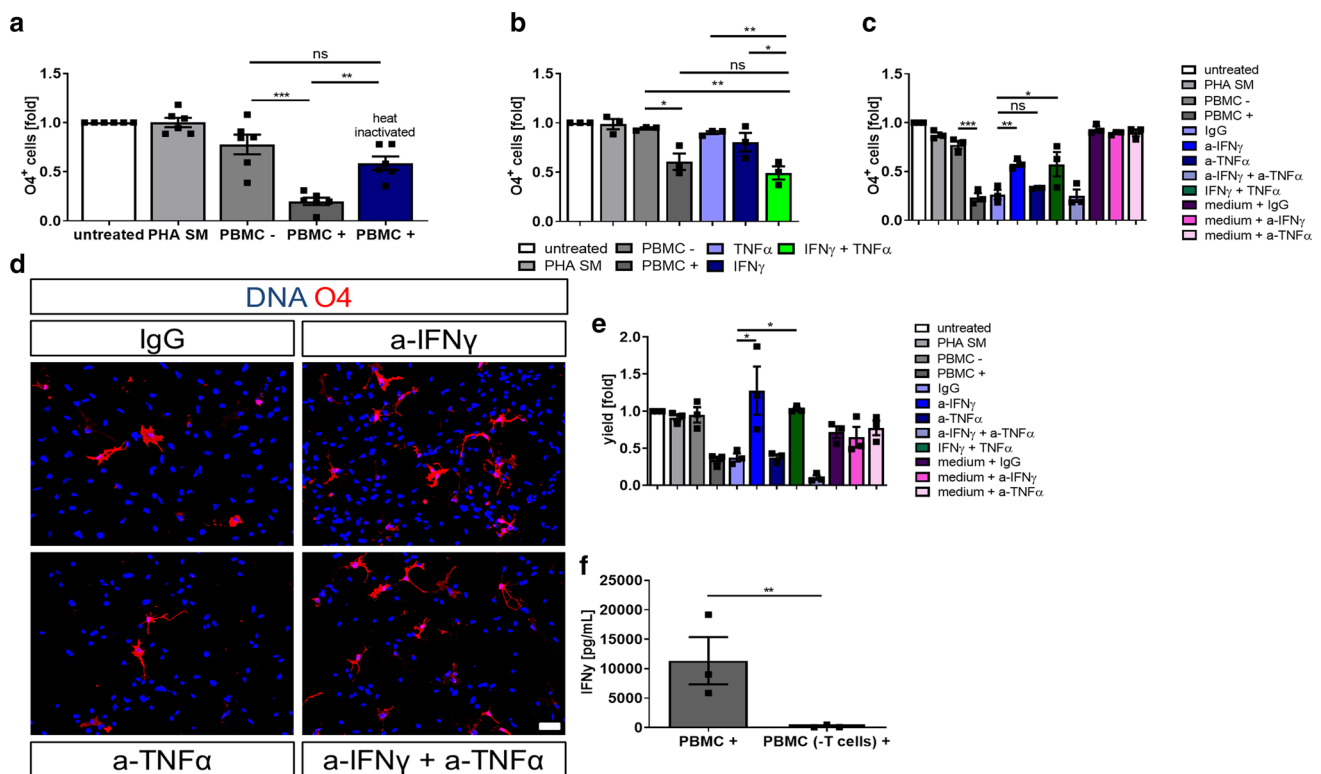 a
ns
***
**
heat
inactivated
O4+ cells [fold]
1.5
1.0
0.5
0.0
untreated PHA SM PBMC - PBMC + PBMC +
b
**
*
ns
**
*
O4+ cells [fold]
1.5
1.0
0.5
0.0
untreated PBMC - TNFα IFNγ + TNFα
PHA SM PBMC + IFNγ
c
*
ns
*** **
O4+ cells [fold]
1.5
1.0
0.5
0.0
untreated
PHA SM
PBMC -
PBMC +
IgG
a-IFNγ
a-TNFα
a-IFNγ + a-TNFα
IFNγ + TNFα
medium + IgG
medium + a-IFNγ
medium + a-TNFα
d
DNA O4
IgG a-IFNγ
a-TNFα a-IFNγ + a-TNFα
e
*
*
yield [fold]
2.0
1.5
1.0
0.5
0.0
untreated
PHA SM
PBMC -
PBMC +
IgG
a-IFNγ
a-TNFα
a-IFNγ + a-TNFα
IFNγ + TNFα
medium + IgG
medium + a-IFNγ
medium + a-TNFα
f
**
IFNγ [pg/mL]
25000
20000
15000
10000
5000
0
PBMC + PBMC (-T cells) +